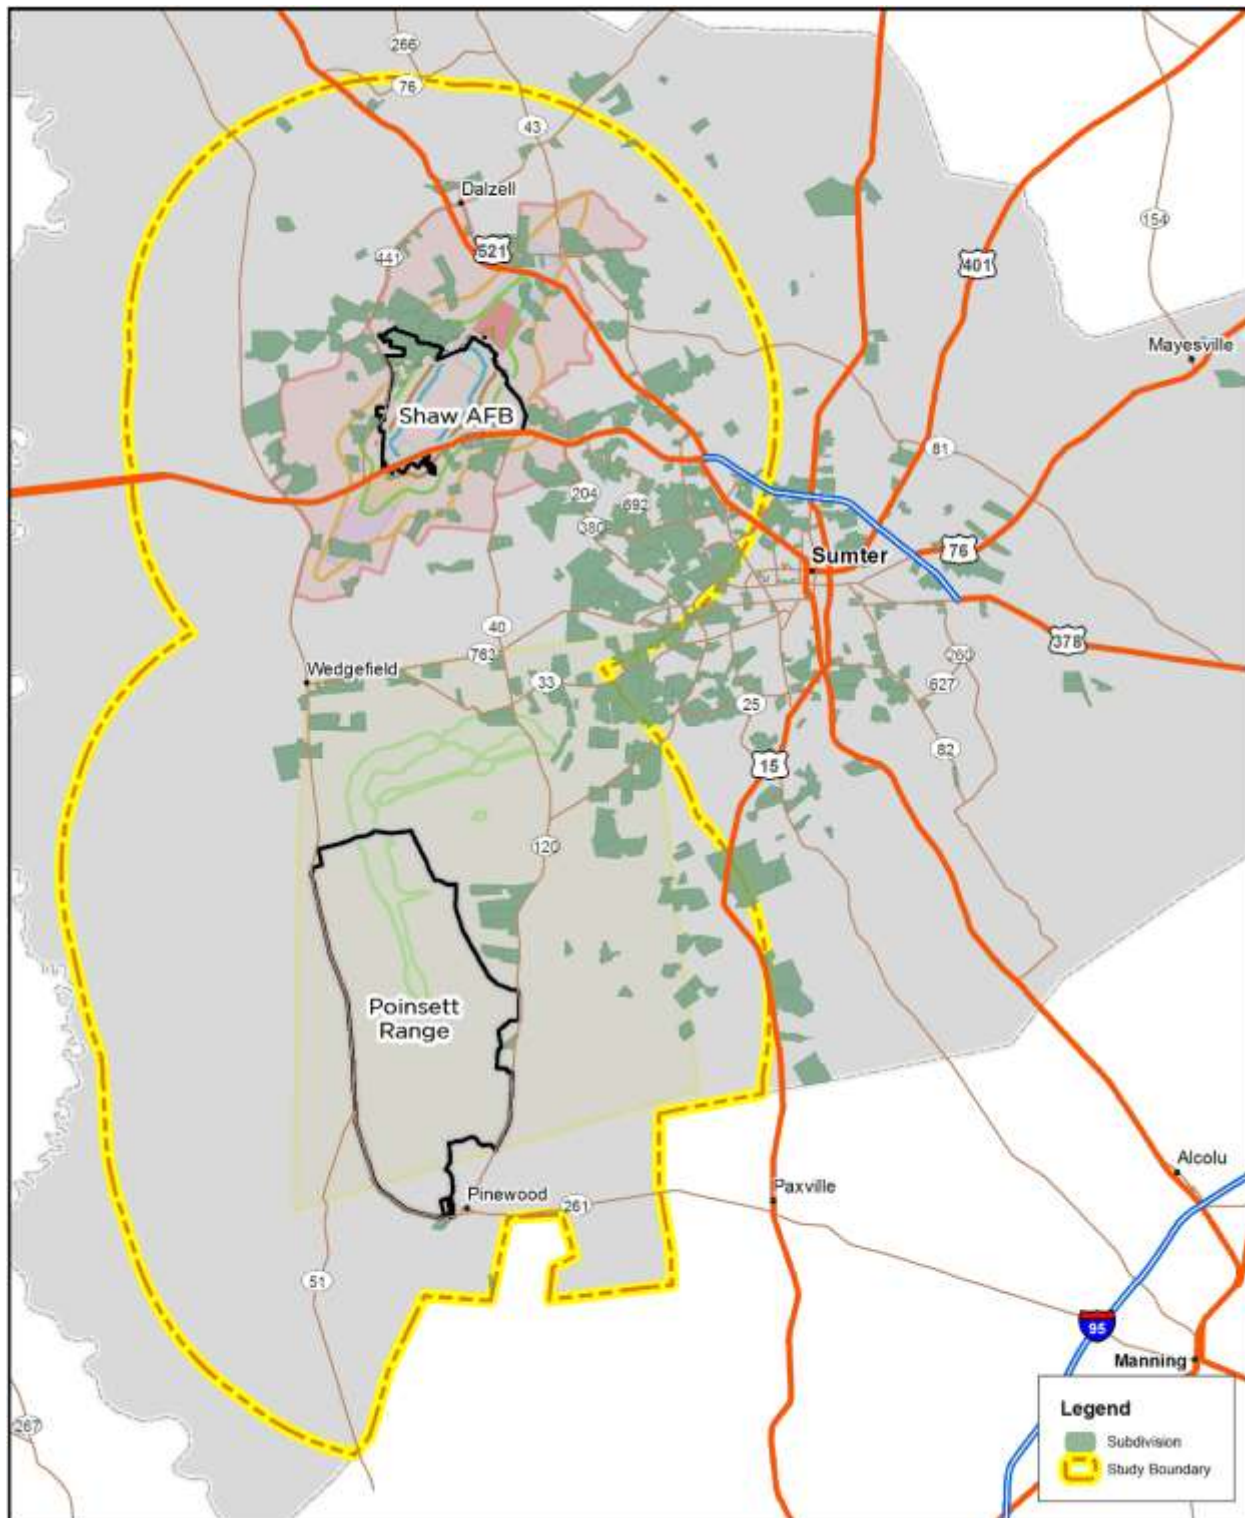 266
76
43
Dalzell
154
521
441
401
Mayesville
Shaw AFB
81
204
692
380
Sumter
76
40
763
378
260
Wedgefield
33
627
25
82
15
120
Poinsett
Range
Alcolu
Paxville
Pinewood
261
51
95
Manning
267
Legend
Subdivision
Study Boundary